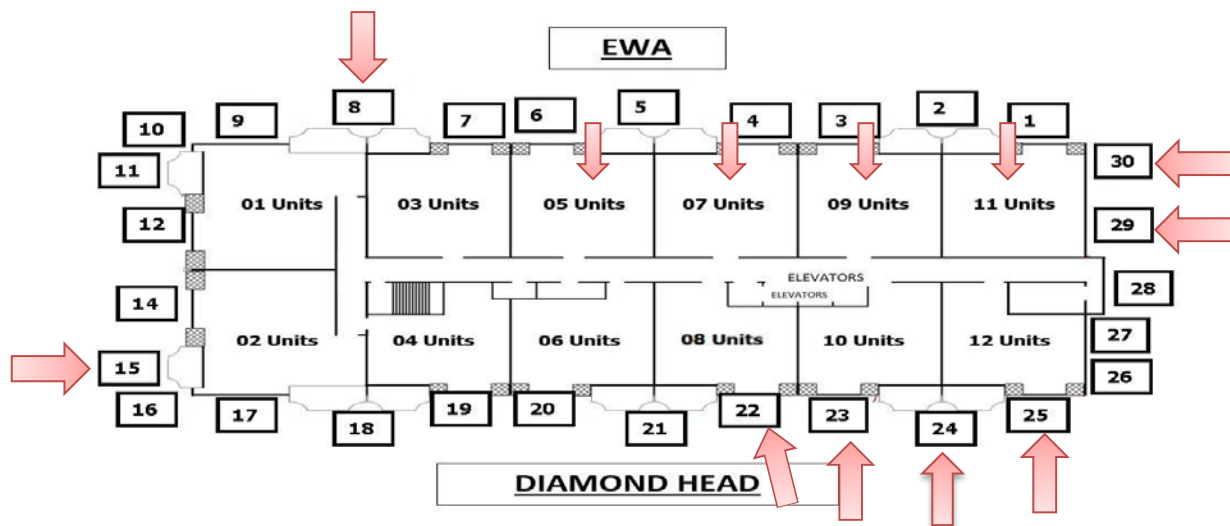 EWA
10 9 8 7 6 5 4 3 2 1
11 30
01 Units 03 Units 05 Units 07 Units 09 Units 11 Units
12 29
ELEVATORS
28
ELEVATORS
14
27
02 Units 04 Units 06 Units 08 Units 10 Units 12 Units
15 26
16 17 18 19 20 21 22 23 24 25
DIAMOND HEAD